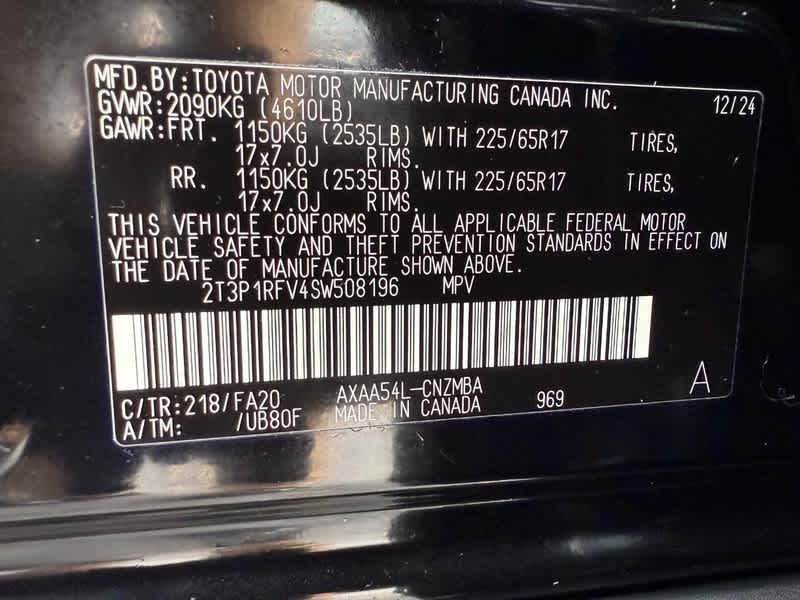 MFD. BY: TOYOTA MOTOR MANUFACTURING CANADA INC. 12/24
GVWR: 2090KG (4610LB)
GAWR: FRT. 1150KG (2535LB) WITH 225/65R17 TIRES,
17x7.0J RIMS.
RR. 1150KG (2535LB) WITH 225/65R17 TIRES,
17x7.0J RIMS.
THIS VEHICLE CONFORMS TO ALL APPLICABLE FEDERAL MOTOR
VEHICLE SAFETY AND THEFT PREVENTION STANDARDS IN EFFECT ON
THE DATE OF MANUFACTURE SHOWN ABOVE.
2T3P1RFV4SW508196 MPV
C/TR: 218/FA20 AXAA54L-CNZMBA 969 A
A/TM: /UB80F MADE IN CANADA